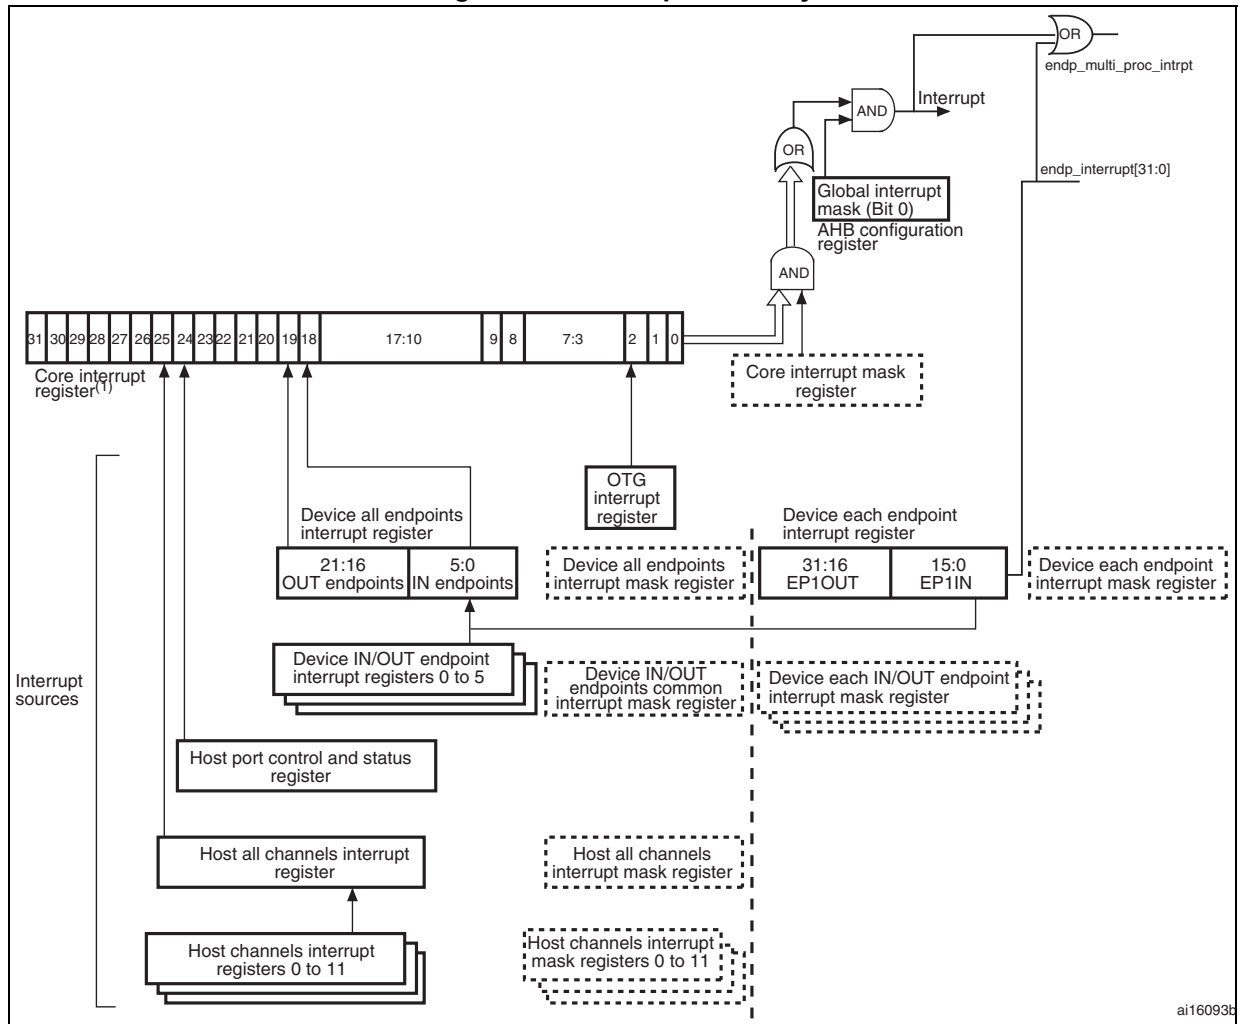 OR
endp_multi_proc_intrpt
AND
Interrupt
OR
endp_interrupt[31:0]
Global interrupt
mask (Bit 0)
AHB configuration
register
AND
31 30 29 28 27 26 25 24 23 22 21 20 19 18 17:10 9 8 7:3 2 1 0
Core interrupt
register(1)
Core interrupt mask
register
OTG
interrupt
register
Device all endpoints
interrupt register
Device each endpoint
interrupt register
21:16
OUT endpoints
5:0
IN endpoints
Device all endpoints
interrupt mask register
31:16
EP1OUT
15:0
EP1IN
Device each endpoint
interrupt mask register
Device IN/OUT endpoint
interrupt registers 0 to 5
Device IN/OUT
endpoints common
interrupt mask register
Device each IN/OUT endpoint
interrupt mask register
Interrupt
sources
Host port control and status
register
Host all channels interrupt
register
Host all channels
interrupt mask register
Host channels interrupt
registers 0 to 11
Host channels interrupt
mask registers 0 to 11
ai16093b